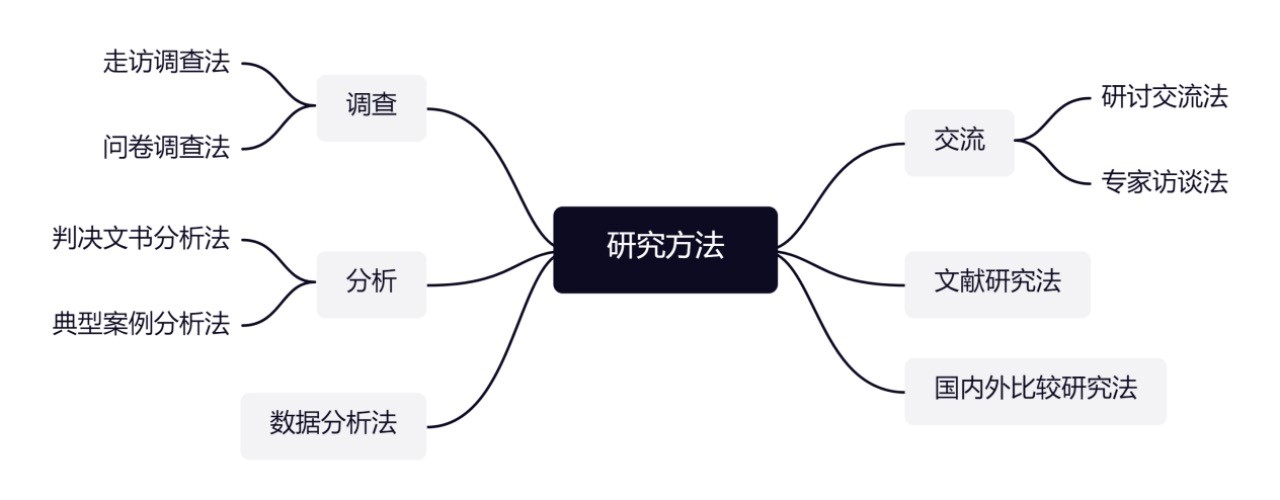 研究方法
调查
走访调查法
问卷调查法
分析
判决文书分析法
典型案例分析法
数据分析法
交流
研讨交流法
专家访谈法
文献研究法
国内外比较研究法